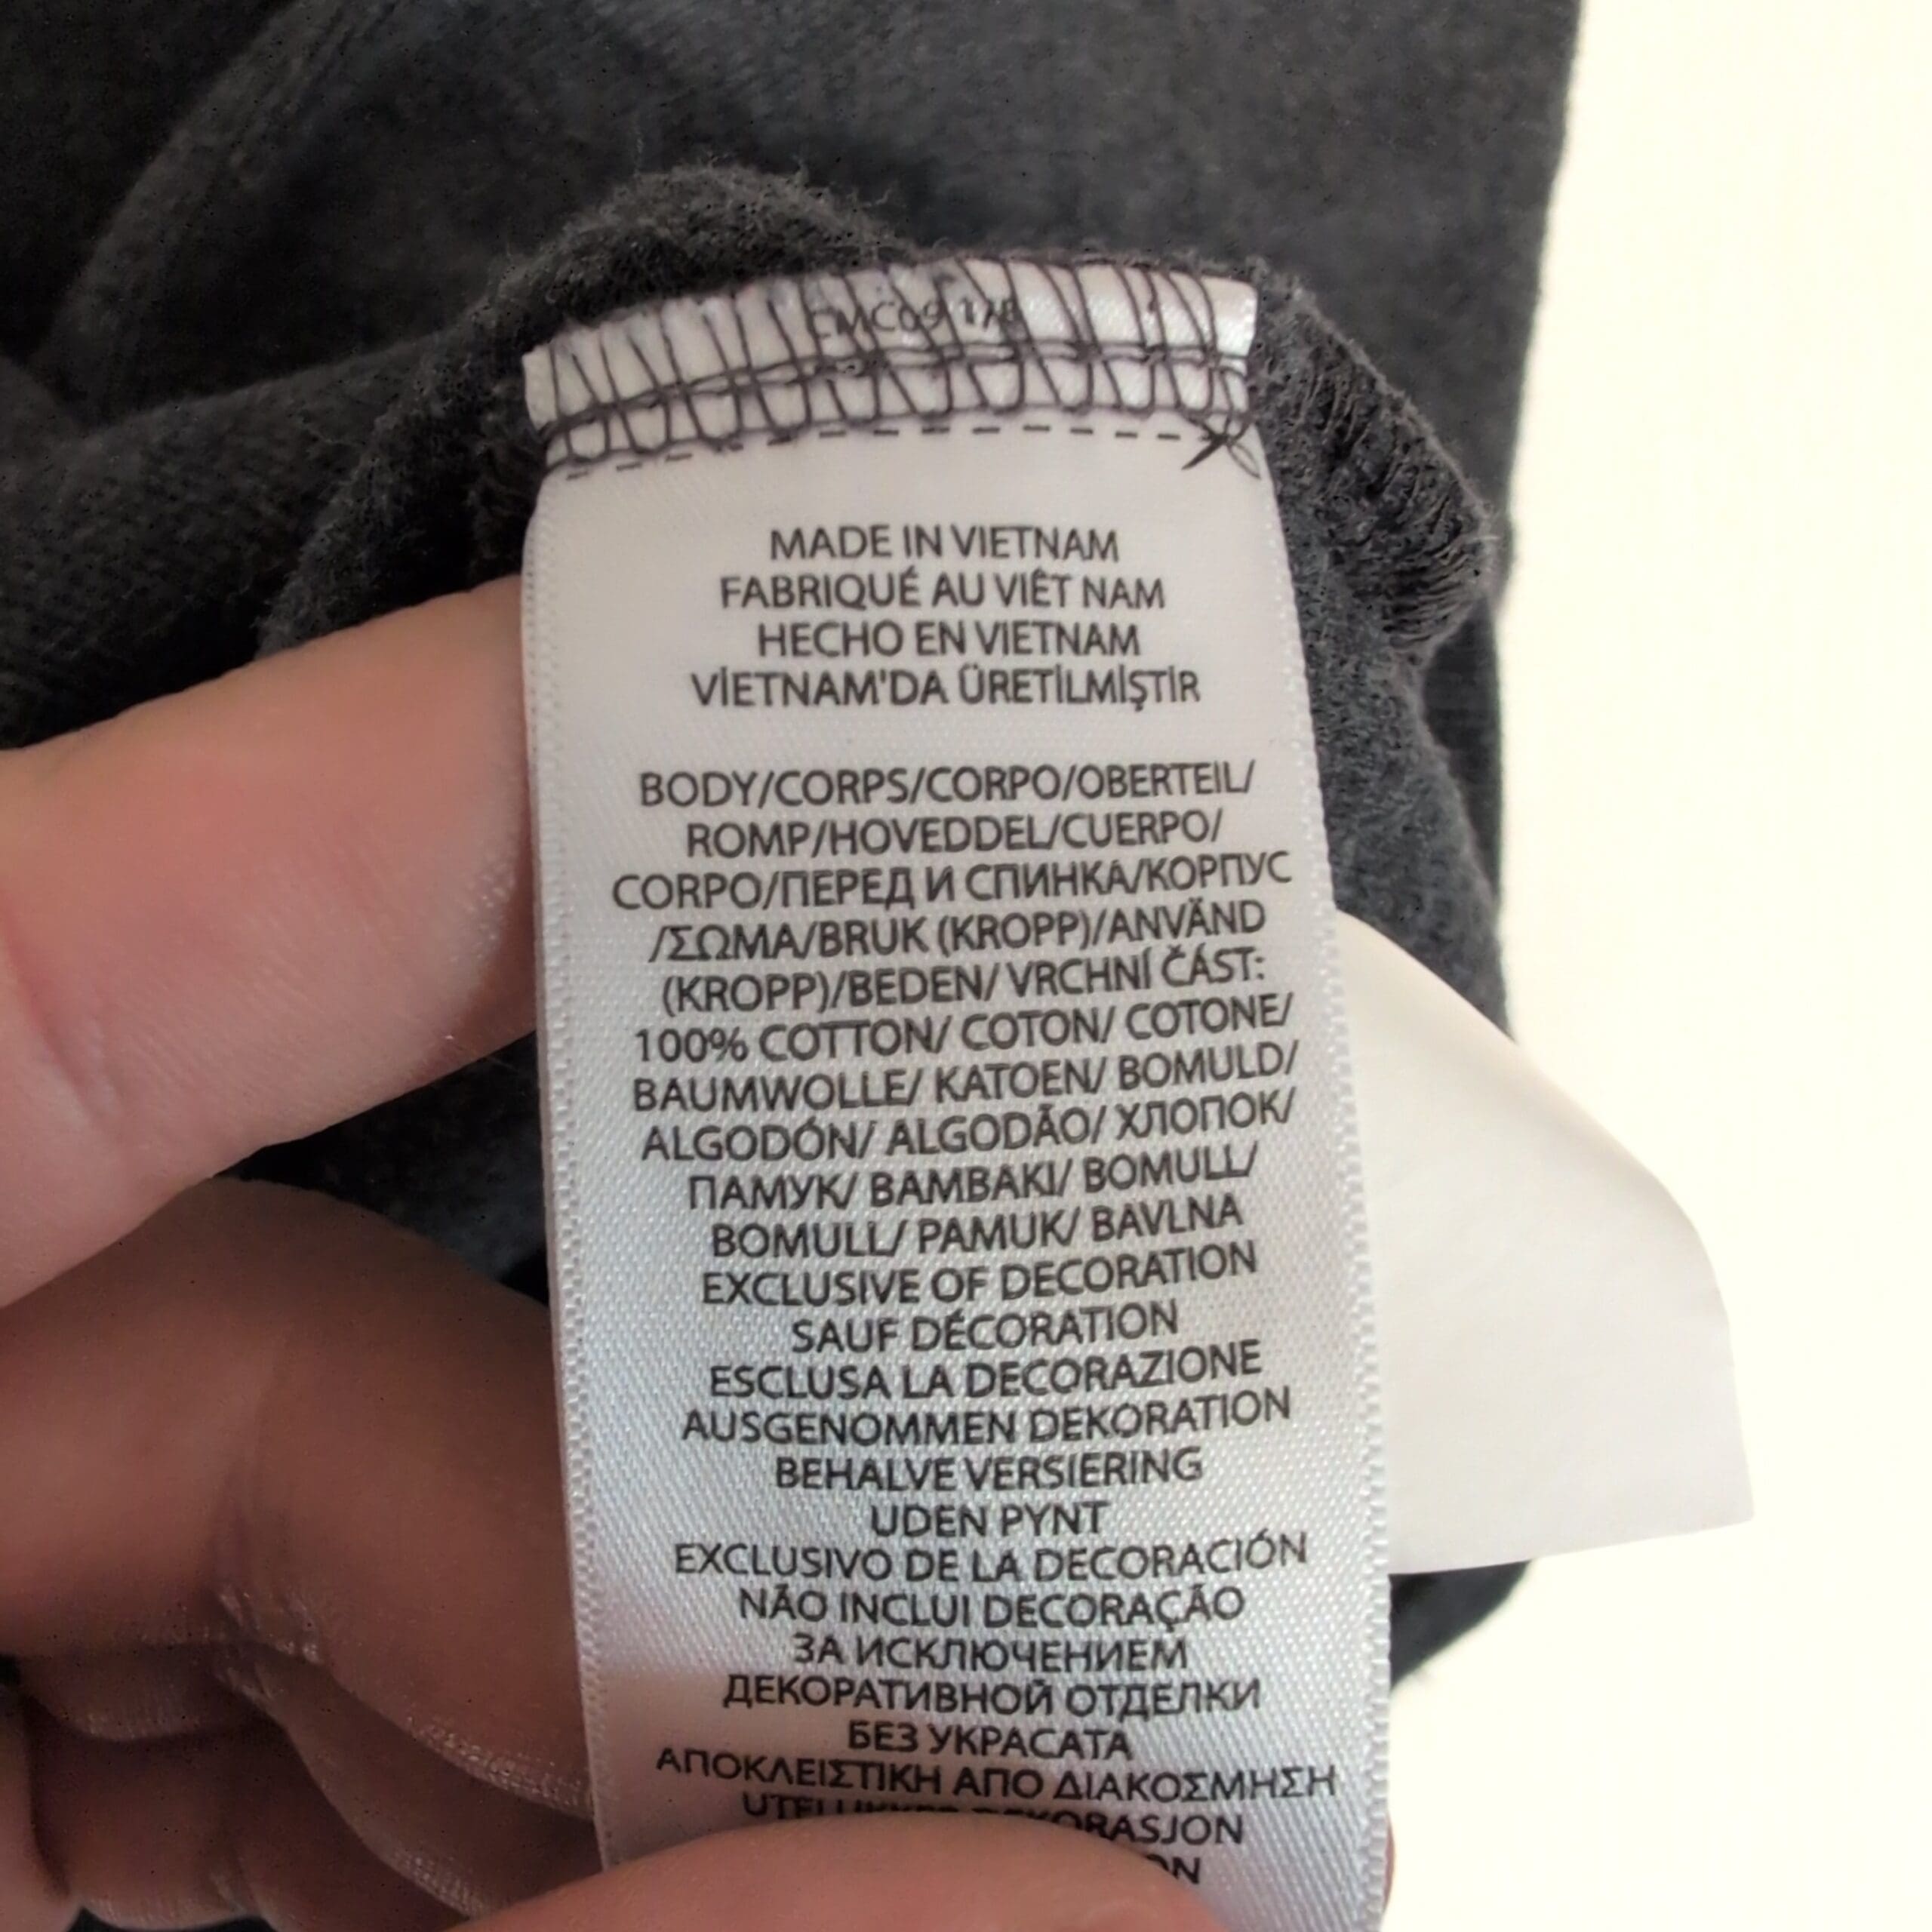 MADE IN VIETNAM
FABRIQUÉ AU VIÊT NAM
HECHO EN VIETNAM
VİETNAM'DA ÜRETİLMİŞTİR
BODY/CORPS/CORPO/OBERTEIL/
ROMP/HOVEDDEL/CUERPO/
CORPO/ПЕРЕД И СПИНКА/КОРПУС
/ΣΩΜΑ/BRUK (KROPP)/ANVÄND
(KROPP)/BEDEN/ VRCHNÍ ČÁST:
100% COTTON/ COTON/ COTONE/
BAUMWOLLE/ KATOEN/ BOMULD/
ALGODÓN/ ALGODÃO/ ХЛОПОК/
ПАМУК/ ΒΑΜΒΑΚΙ/ BOMULL/
BOMULL/ PAMUK/ BAVLNA
EXCLUSIVE OF DECORATION
SAUF DÉCORATION
ESCLUSA LA DECORAZIONE
AUSGENOMMEN DEKORATION
BEHALVE VERSIERING
UDEN PYNT
EXCLUSIVO DE LA DECORACIÓN
NÃO INCLUI DECORAÇÃO
ЗА ИСКЛЮЧЕНИЕМ
ДЕКОРАТИВНОЙ ОТДЕЛКИ
БЕЗ УКРАСАТА
ΑΠΟΚΛΕΙΣΤΙΚΗ ΑΠΟ ΔΙΑΚΟΣΜΗΣΗ